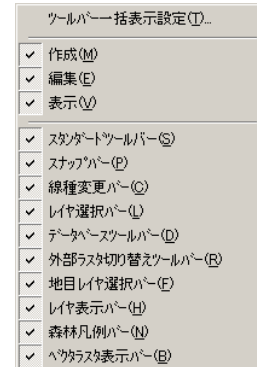 ツールバー一括表示設定(T)...
作成(M)
編集(E)
表示(V)
スタンダードツールバー(S)
スナップバー(P)
線種変更バー(C)
レイヤ選択バー(L)
データベースツールバー(D)
外部ラスタ切り替えツールバー(R)
地目レイヤ選択バー(F)
レイヤ表示バー(H)
森林凡例バー(N)
ベクタラスタ表示バー(B)